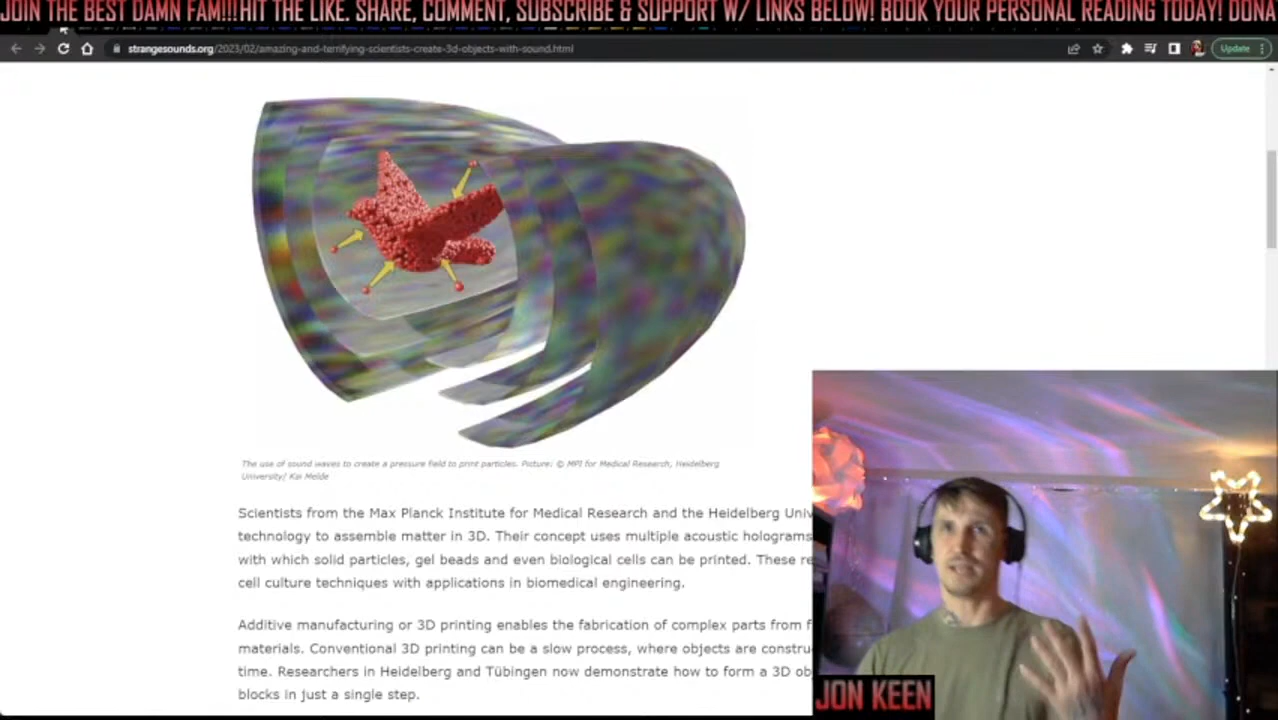 JOIN THE BEST DAMN FAM!!! HIT THE LIKE. SHARE, COMMENT, SUBSCRIBE & SUPPORT W/ LINKS BELOW! BOOK YOUR PERSONAL READING TODAY! DONA
strangesounds.org/2023/02/amazing-and-terrifying-scientists-create-3d-objects-with-sound.html
Update
The use of sound waves to create a pressure field to print particles. Picture: © MPI for Medical Research, Heidelberg
University/ Kai Melde
Scientists from the Max Planck Institute for Medical Research and the Heidelberg Univ
technology to assemble matter in 3D. Their concept uses multiple acoustic holograms
with which solid particles, gel beads and even biological cells can be printed. These re
cell culture techniques with applications in biomedical engineering.
Additive manufacturing or 3D printing enables the fabrication of complex parts from f
materials. Conventional 3D printing can be a slow process, where objects are constru
time. Researchers in Heidelberg and Tübingen now demonstrate how to form a 3D ob
blocks in just a single step.
JON KEEN